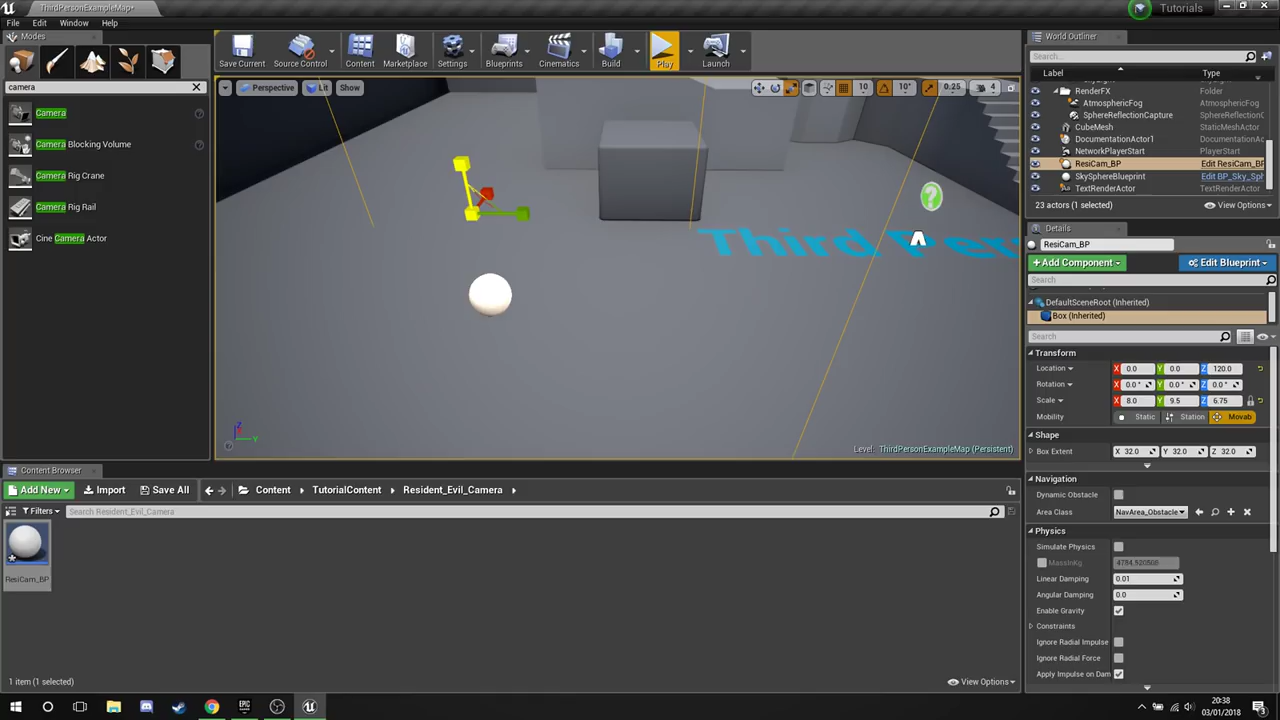 ThirdPersonExampleMap*
Tutorials
File Edit Window Help
Modes
World Outliner
camera
Save Current Source Control Content Marketplace Settings Blueprints Cinematics Build Play Launch
Search...
Label Type
Perspective Lit Show
10 10° 0.25 4
RenderFX Folder
AtmosphericFog AtmosphericFog
SphereReflectionCapture SphereReflection
CubeMesh StaticMeshActor
DocumentationActor1 DocumentationAct
NetworkPlayerStart PlayerStart
ResiCam_BP Edit ResiCam_BP
SkySphereBlueprint Edit BP_Sky_Sph
TextRenderActor TextRenderActor
23 actors (1 selected) View Options
Camera
Camera Blocking Volume
Camera Rig Crane
Camera Rig Rail
Cine Camera Actor
Third Per
Details
ResiCam_BP
+Add Component Edit Blueprint
Search
DefaultSceneRoot (Inherited)
Box (Inherited)
Search
Transform
Location X 0.0 Y 0.0 Z 120.0
Rotation X 0.0 ° Y 0.0 ° Z 0.0 °
Scale X 8.0 Y 9.5 Z 6.75
Mobility Static Station Movab
Shape
Box Extent X 32.0 Y 32.0 Z 32.0
Navigation
Dynamic Obstacle
Area Class NavArea_Obstacle
Physics
Simulate Physics
MassInKg
Linear Damping 0.01
Angular Damping 0.0
Enable Gravity
Constraints
Ignore Radial Impulse
Ignore Radial Force
Apply Impulse on Dam
Z Y
Level: ThirdPersonExampleMap (Persistent)
Content Browser
Add New Import Save All Content TutorialContent Resident_Evil_Camera
Filters Search Resident_Evil_Camera
ResiCam_BP
1 item (1 selected) View Options
20:38
03/01/2018